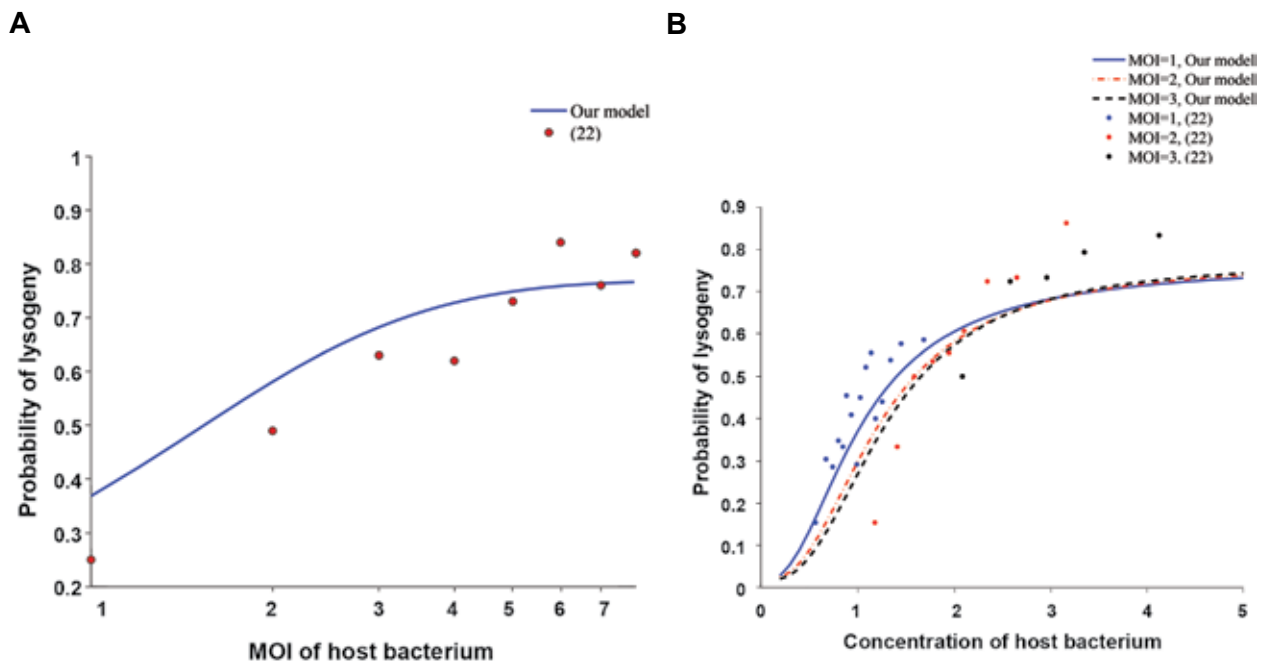 A
Our model
(22)
1
0.9
0.8
0.7
0.6
0.5
0.4
0.3
0.2
Probability of lysogeny
1 2 3 4 5 6 7
MOI of host bacterium
B
MOI=1, Our modell
MOI=2, Our modell
MOI=3, Our modell
MOI=1, (22)
MOI=2, (22)
MOI=3, (22)
0.9
0.8
0.7
0.6
0.5
0.4
0.3
0.2
0.1
0
Probability of lysogeny
0 1 2 3 4 5
Concentration of host bacterium